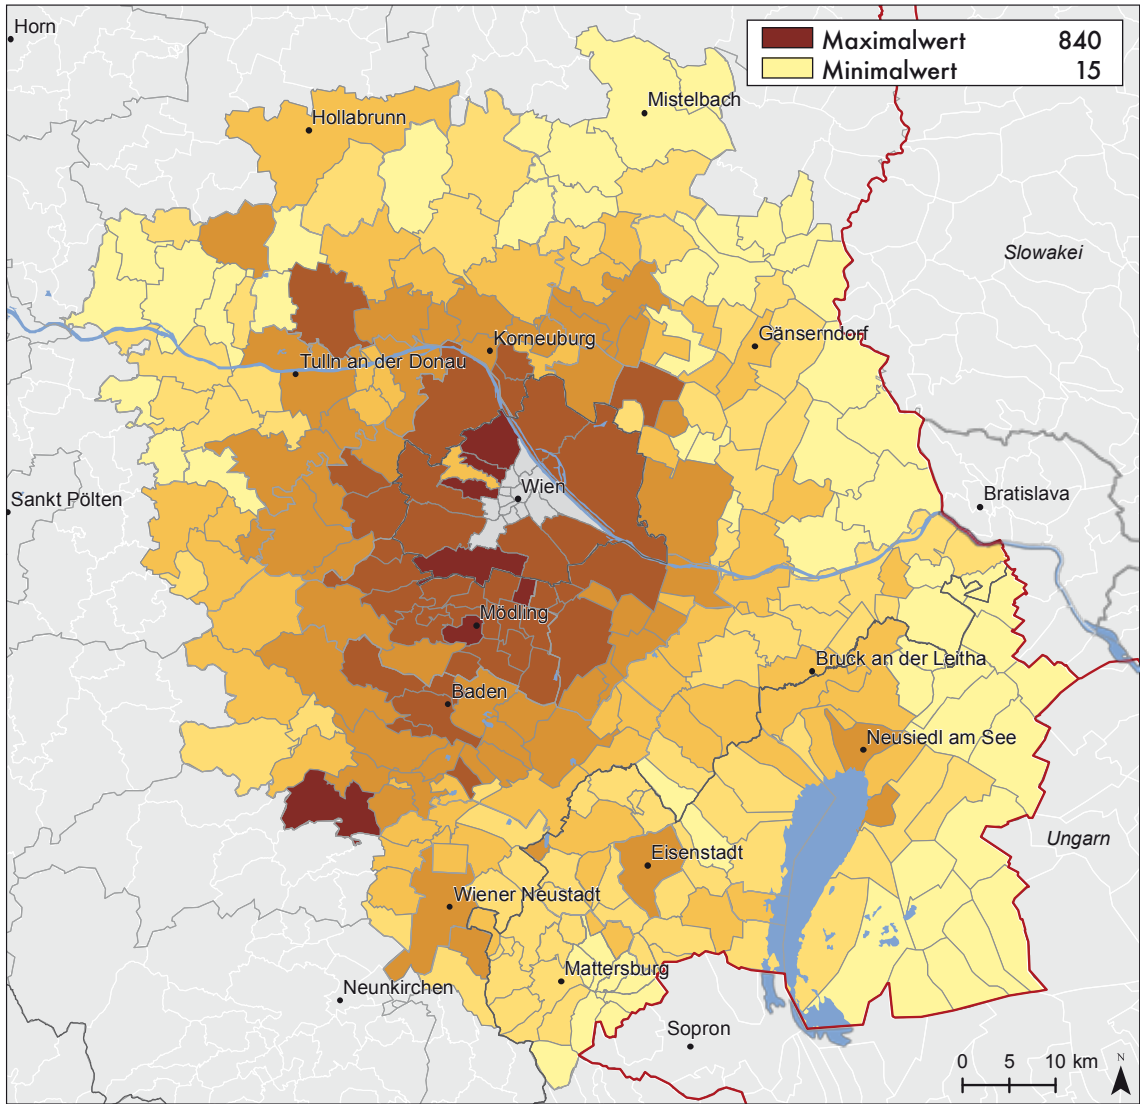 Horn
Maximalwert 840
Minimalwert 15
Mistelbach
Hollabrunn
Slowakei
Gänserndorf
Korneuburg
Tulln an der Donau
Wien
Sankt Pölten
Bratislava
Mödling
Bruck an der Leitha
Baden
Neusiedl am See
Ungarn
Eisenstadt
Wiener Neustadt
Mattersburg
Neunkirchen
Sopron
0 5 10 km
N